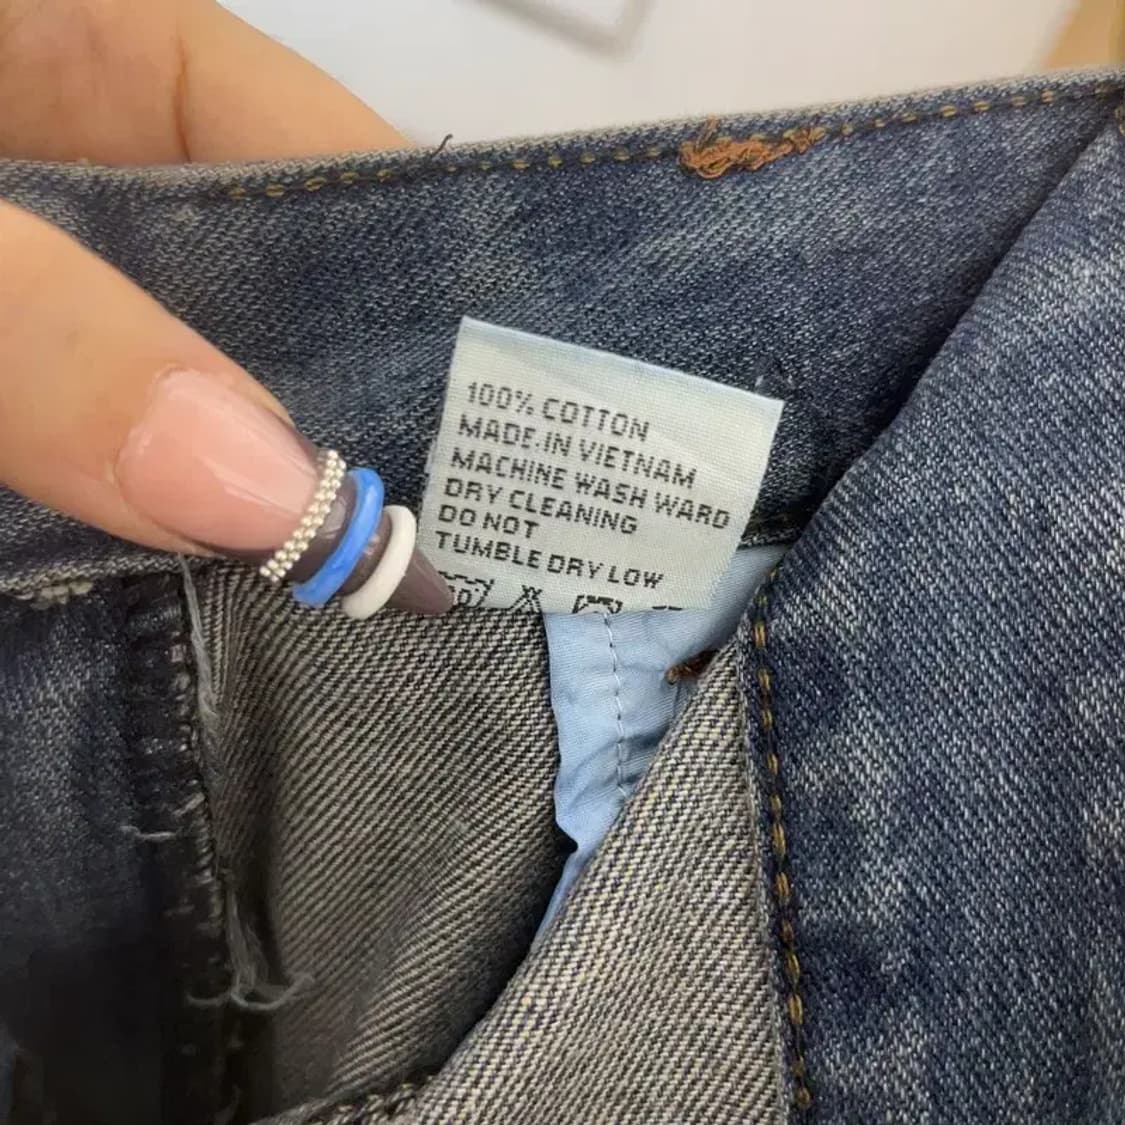 100% COTTON
MADE.IN VIETNAM
MACHINE WASH WARD
DRY CLEANING
DO NOT
TUMBLE DRY LOW